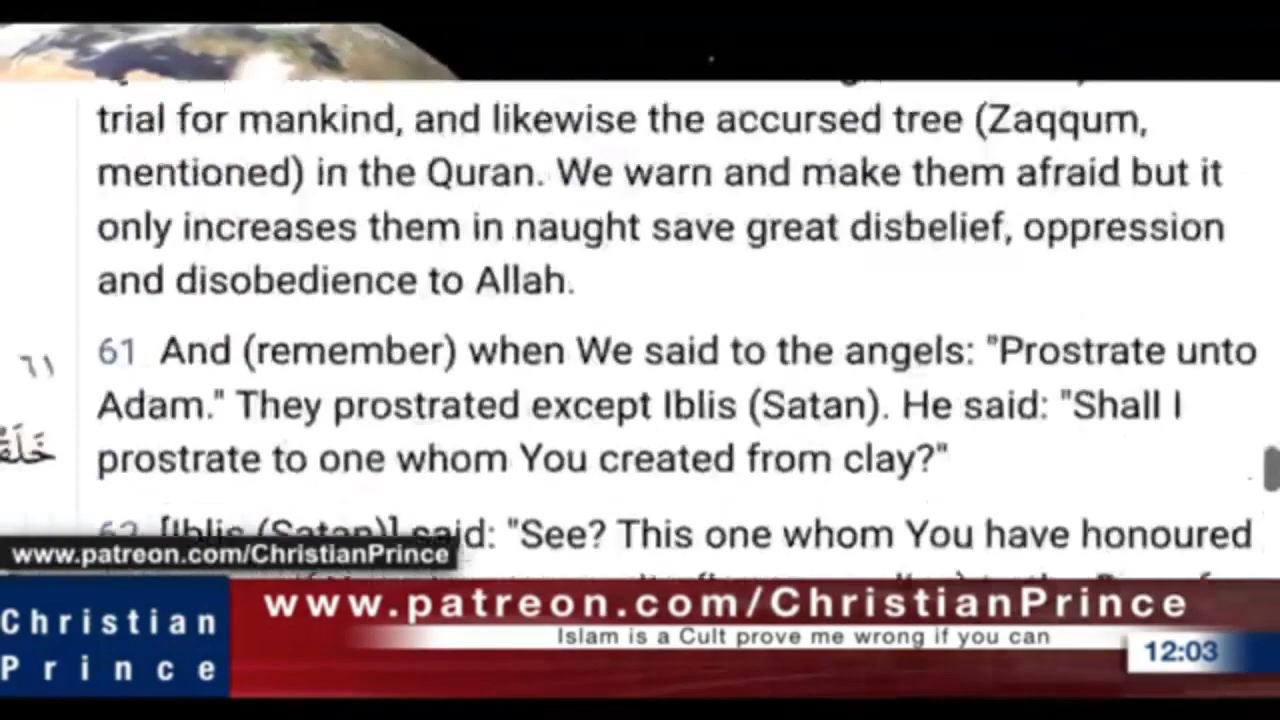 trial for mankind, and likewise the accursed tree (Zaqqum,
mentioned) in the Quran. We warn and make them afraid but it
only increases them in naught save great disbelief, oppression
and disobedience to Allah.
٦١
61 And (remember) when We said to the angels: "Prostrate unto
Adam." They prostrated except Iblis (Satan). He said: "Shall I
prostrate to one whom You created from clay?"
62 [Iblis (Satan)] said: "See? This one whom You have honoured
www.patreon.com/ChristianPrince
Christian
Prince
www.patreon.com/ChristianPrince
Islam is a Cult prove me wrong if you can
12:03